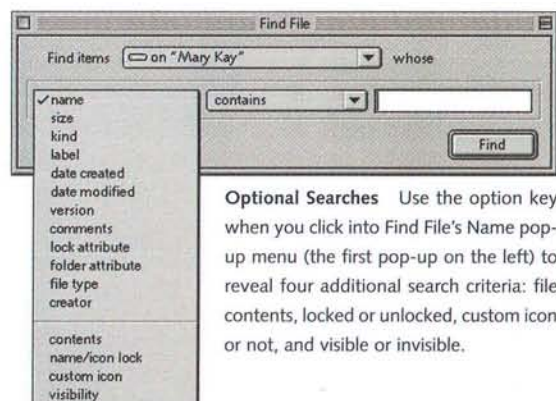 Find File
Find items on "Mary Kay" whose
✓name contains
size
kind
label
date created
date modified
version
comments
lock attribute
folder attribute
file type
creator
contents
name/icon lock
custom icon
visibility
Find
Optional Searches Use the option key
when you click into Find File's Name pop-
up menu (the first pop-up on the left) to
reveal four additional search criteria: file
contents, locked or unlocked, custom icon
or not, and visible or invisible.